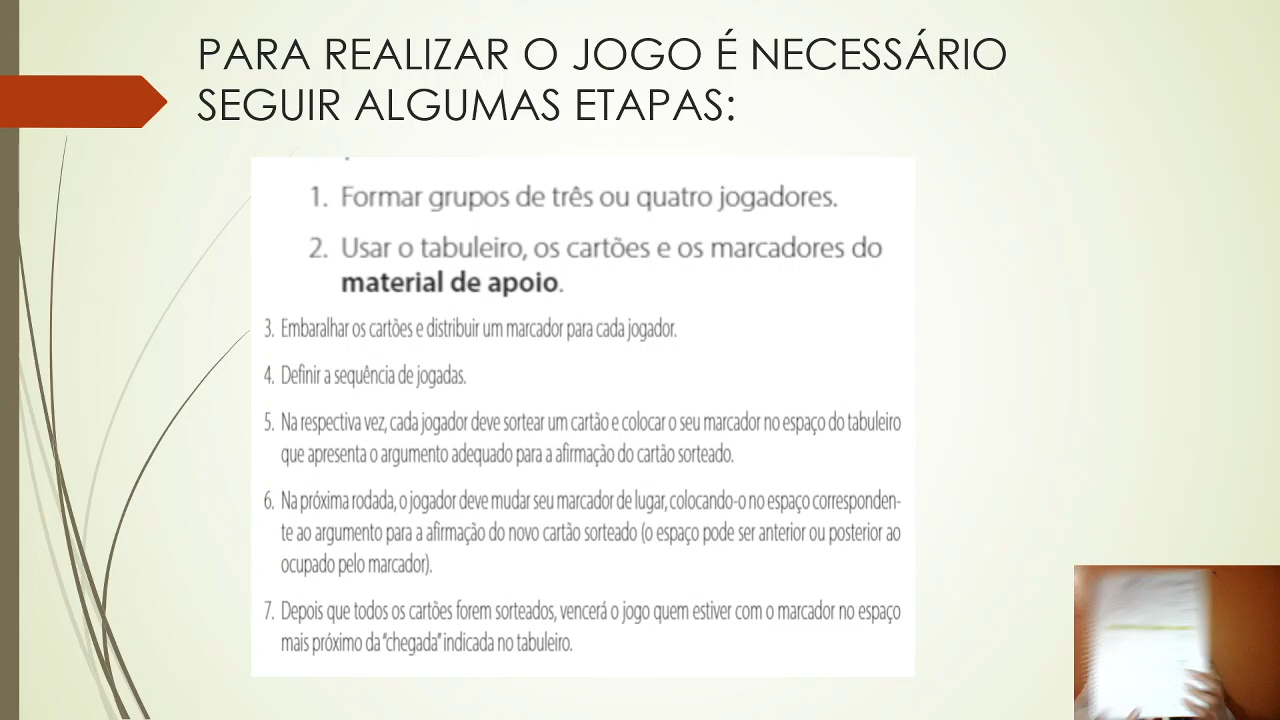 PARA REALIZAR O JOGO É NECESSÁRIO
SEGUIR ALGUMAS ETAPAS:
1. Formar grupos de três ou quatro jogadores.
2. Usar o tabuleiro, os cartões e os marcadores do
material de apoio.
3. Embaralhar os cartões e distribuir um marcador para cada jogador.
4. Definir a sequência de jogadas.
5. Na respectiva vez, cada jogador deve sortear um cartão e colocar o seu marcador no espaço do tabuleiro
que apresenta o argumento adequado para a afirmação do cartão sorteado.
6. Na próxima rodada, o jogador deve mudar seu marcador de lugar, colocando-o no espaço corresponden-
te ao argumento para a afirmação do novo cartão sorteado (o espaço pode ser anterior ou posterior ao
ocupado pelo marcador).
7. Depois que todos os cartões forem sorteados, vencerá o jogo quem estiver com o marcador no espaço
mais próximo da "chegada" indicada no tabuleiro.